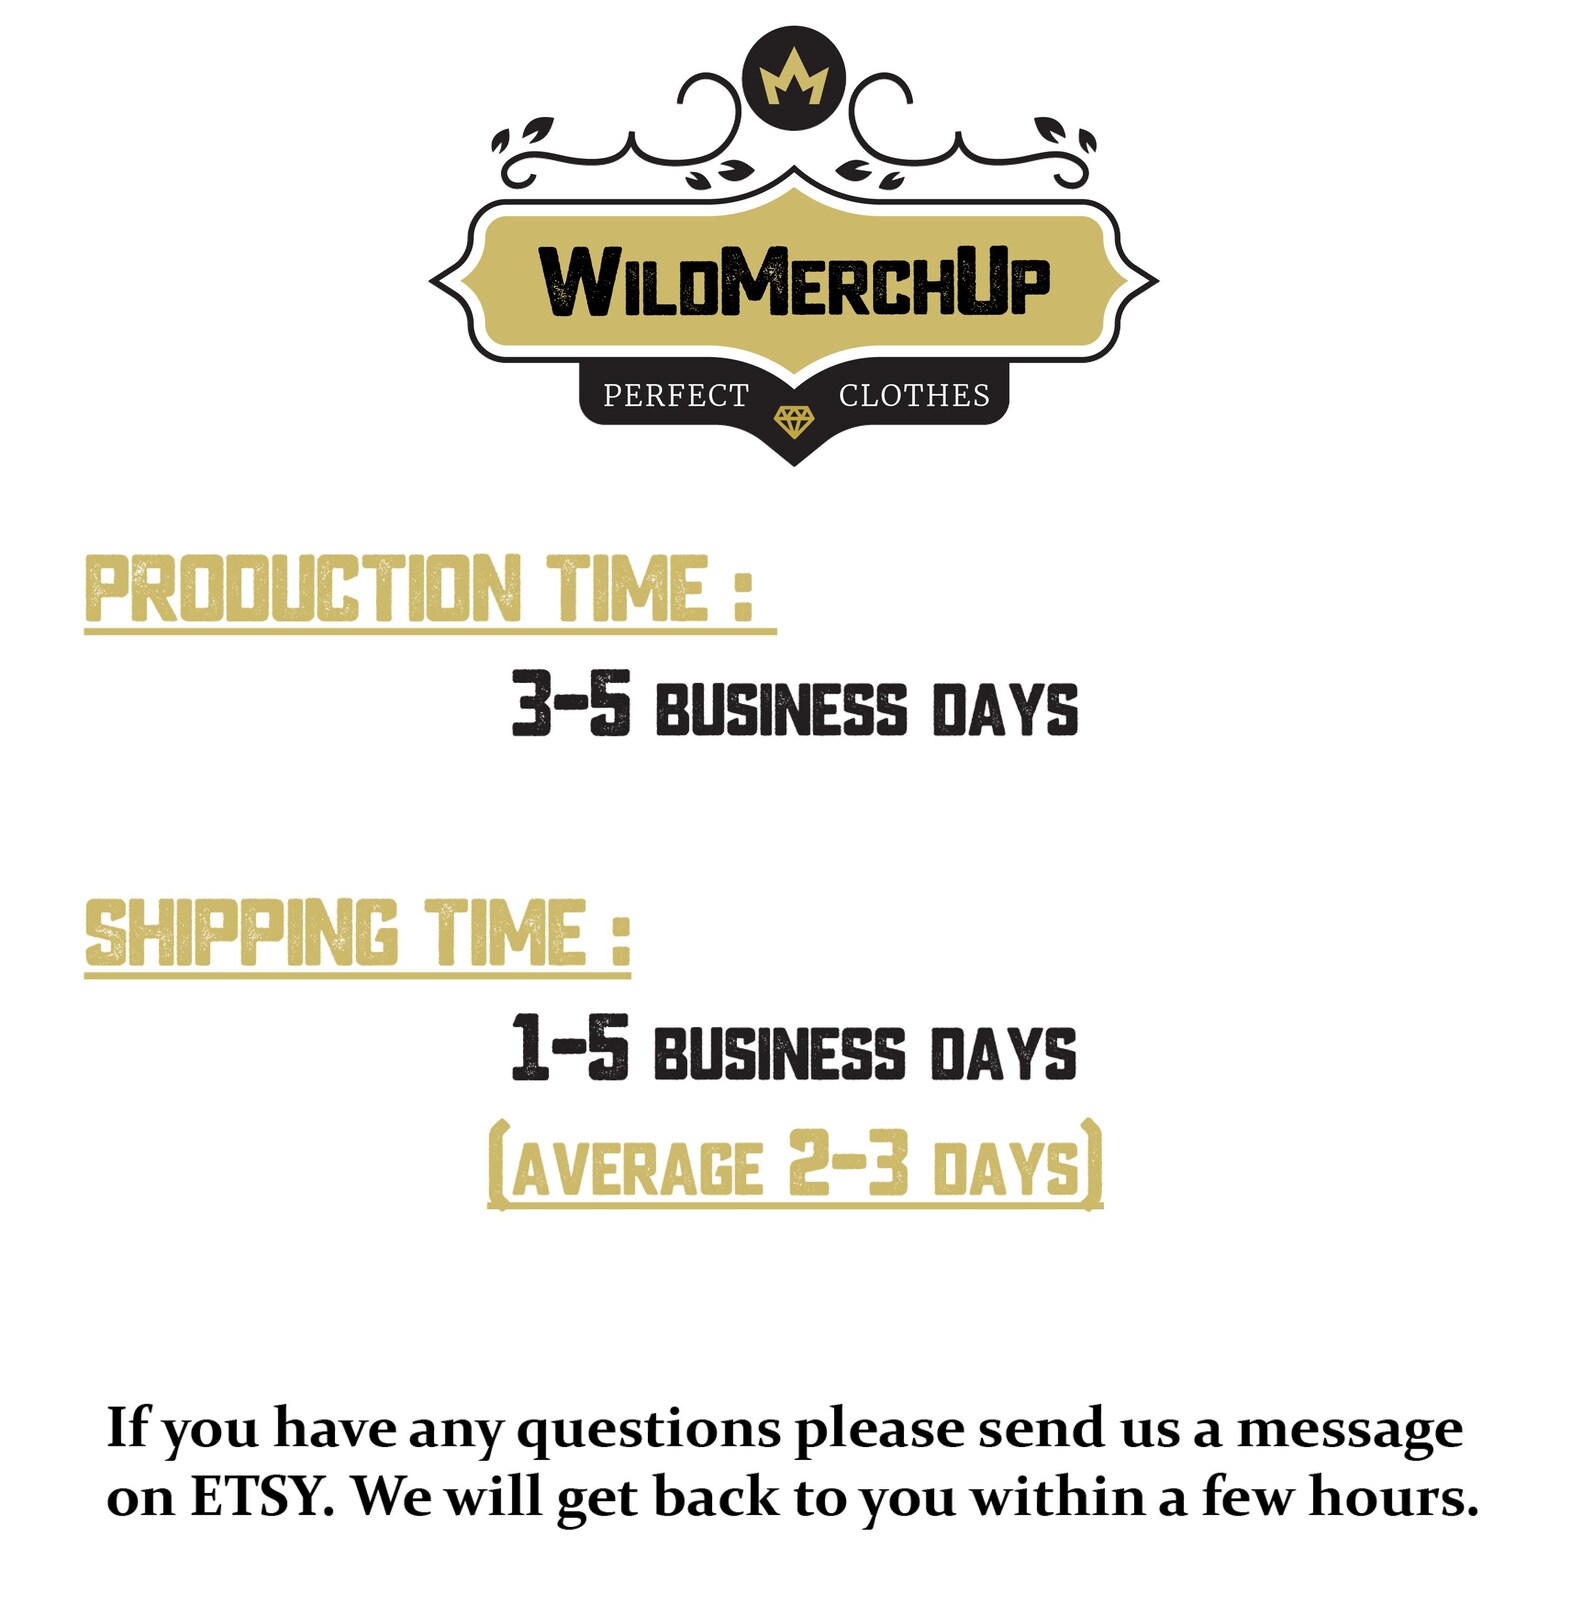 WildMerchUp
PERFECT CLOTHES
PRODUCTION TIME :
3-5 BUSINESS DAYS
SHIPPING TIME :
1-5 BUSINESS DAYS
(AVERAGE 2-3 DAYS)
If you have any questions please send us a message
on ETSY. We will get back to you within a few hours.